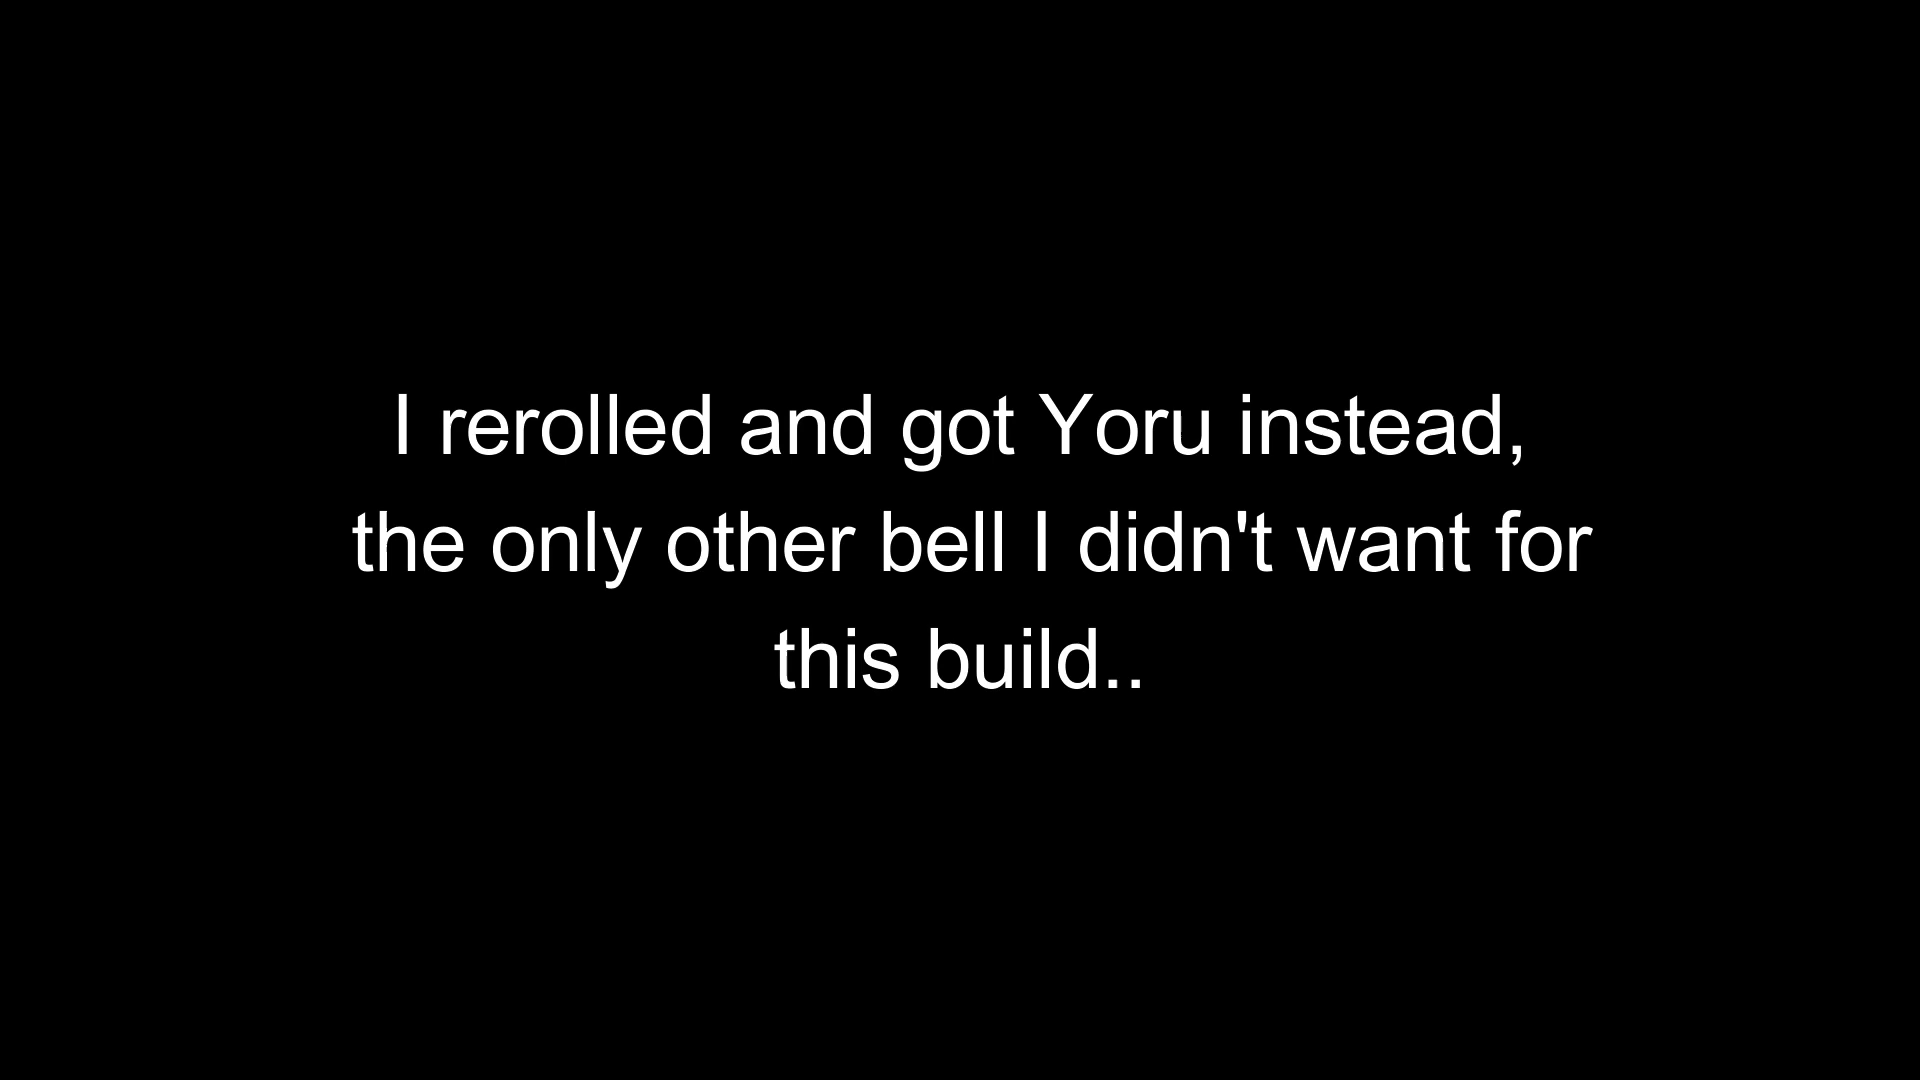 I rerolled and got Yoru instead,
the only other bell I didn't want for
this build..